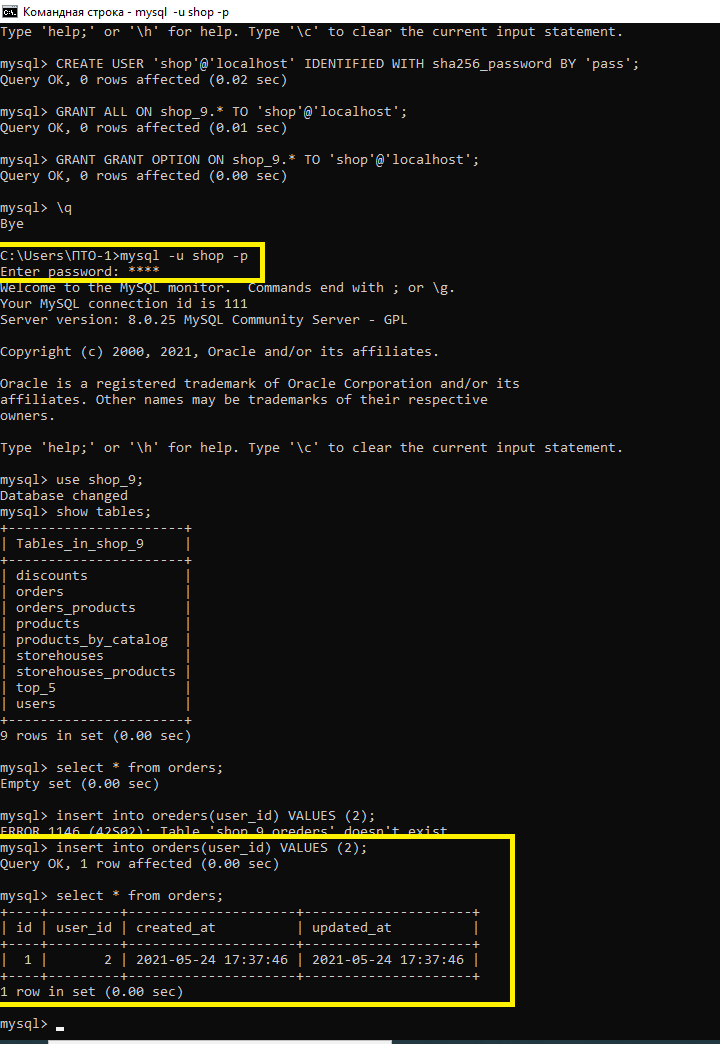 Командная строка - mysql -u shop -p
Type 'help;' or '\h' for help. Type '\c' to clear the current input statement.
mysql> CREATE USER 'shop'@'localhost' IDENTIFIED WITH sha256_password BY 'pass';
Query OK, 0 rows affected (0.02 sec)
mysql> GRANT ALL ON shop_9.* TO 'shop'@'localhost';
Query OK, 0 rows affected (0.01 sec)
mysql> GRANT GRANT OPTION ON shop_9.* TO 'shop'@'localhost';
Query OK, 0 rows affected (0.00 sec)
mysql> \q
Bye
C:\Users\ПТО-1>mysql -u shop -p
Enter password: ****
Welcome to the MySQL monitor.  Commands end with ; or \g.
Your MySQL connection id is 111
Server version: 8.0.25 MySQL Community Server - GPL
Copyright (c) 2000, 2021, Oracle and/or its affiliates.
Oracle is a registered trademark of Oracle Corporation and/or its
affiliates. Other names may be trademarks of their respective
owners.
Type 'help;' or '\h' for help. Type '\c' to clear the current input statement.
mysql> use shop_9;
Database changed
mysql> show tables;
+----------------------+
| Tables_in_shop_9     |
+----------------------+
| discounts            |
| orders               |
| orders_products      |
| products             |
| products_by_catalog  |
| storehouses          |
| storehouses_products |
| top_5                |
| users                |
+----------------------+
9 rows in set (0.00 sec)
mysql> select * from orders;
Empty set (0.00 sec)
mysql> insert into oreders(user_id) VALUES (2);
ERROR 1146 (42S02): Table 'shop_9.oreders' doesn't exist
mysql> insert into orders(user_id) VALUES (2);
Query OK, 1 row affected (0.00 sec)
mysql> select * from orders;
+----+---------+---------------------+---------------------+
| id | user_id | created_at          | updated_at          |
+----+---------+---------------------+---------------------+
|  1 |       2 | 2021-05-24 17:37:46 | 2021-05-24 17:37:46 |
+----+---------+---------------------+---------------------+
1 row in set (0.00 sec)
mysql>